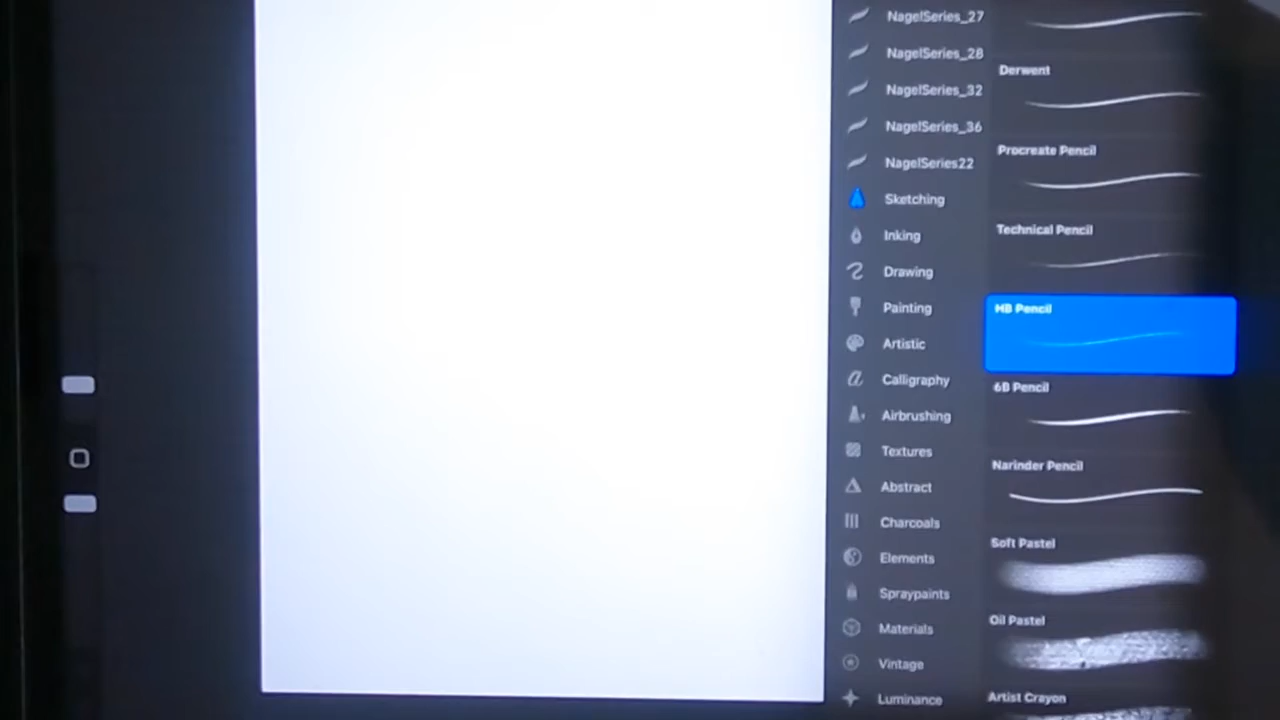 NagelSeries_27
NagelSeries_28
NagelSeries_32
NagelSeries_36
NagelSeries22
Sketching
Inking
Drawing
Painting
Artistic
Calligraphy
Airbrushing
Textures
Abstract
Charcoals
Elements
Spraypaints
Materials
Vintage
Luminance
Derwent
Procreate Pencil
Technical Pencil
HB Pencil
6B Pencil
Narinder Pencil
Soft Pastel
Oil Pastel
Artist Crayon